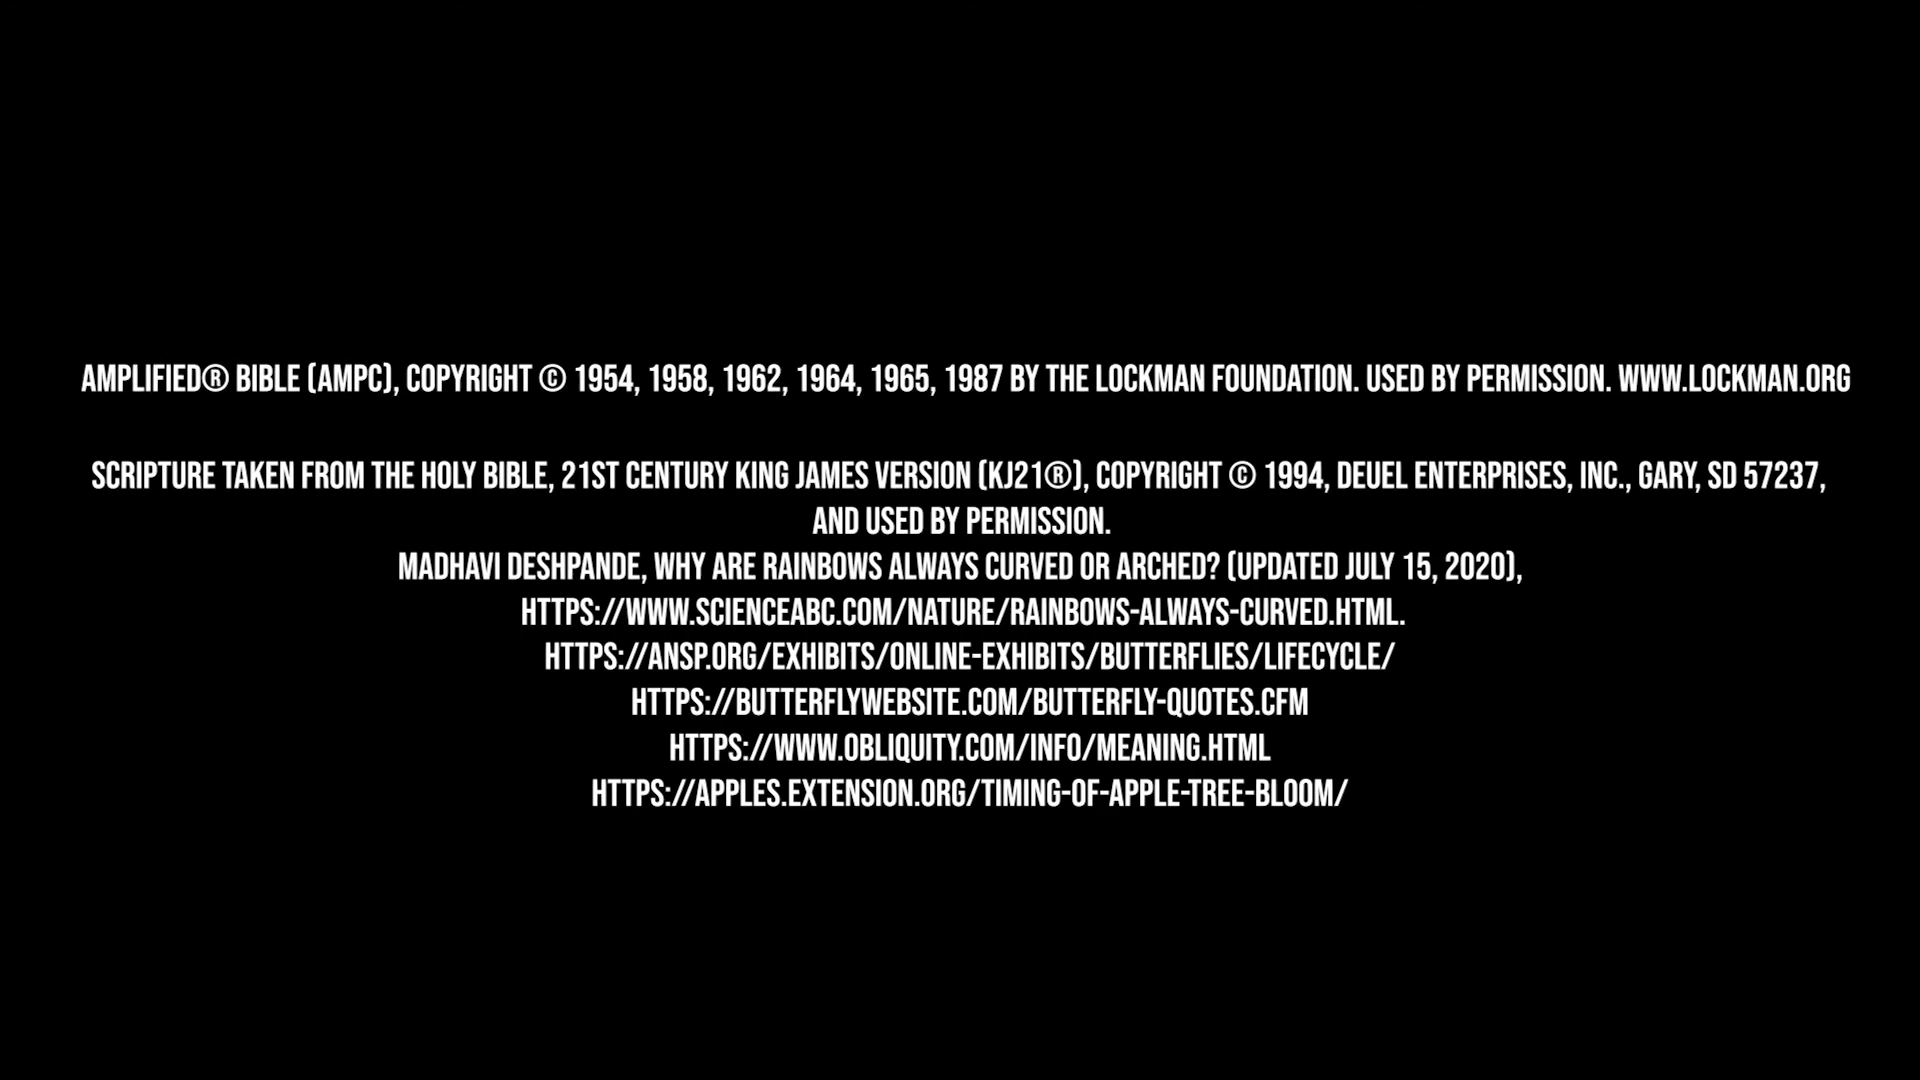 AMPLIFIED® BIBLE (AMPC), COPYRIGHT © 1954, 1958, 1962, 1964, 1965, 1987 BY THE LOCKMAN FOUNDATION. USED BY PERMISSION. WWW.LOCKMAN.ORG
SCRIPTURE TAKEN FROM THE HOLY BIBLE, 21ST CENTURY KING JAMES VERSION (KJ21®), COPYRIGHT © 1994, DEUEL ENTERPRISES, INC., GARY, SD 57237,
AND USED BY PERMISSION.
MADHAVI DESHPANDE, WHY ARE RAINBOWS ALWAYS CURVED OR ARCHED? (UPDATED JULY 15, 2020),
HTTPS://WWW.SCIENCEABC.COM/NATURE/RAINBOWS-ALWAYS-CURVED.HTML.
HTTPS://ANSP.ORG/EXHIBITS/ONLINE-EXHIBITS/BUTTERFLIES/LIFECYCLE/
HTTPS://BUTTERFLYWEBSITE.COM/BUTTERFLY-QUOTES.CFM
HTTPS://WWW.OBLIQUITY.COM/INFO/MEANING.HTML
HTTPS://APPLES.EXTENSION.ORG/TIMING-OF-APPLE-TREE-BLOOM/